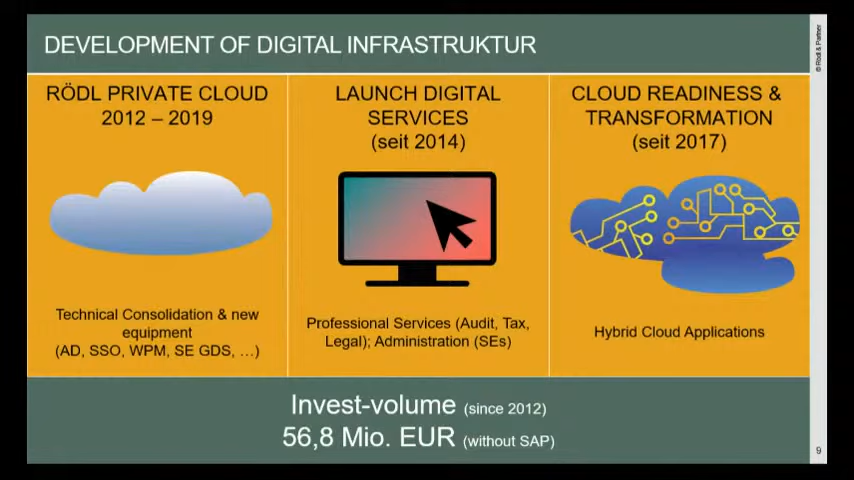 DEVELOPMENT OF DIGITAL INFRASTRUKTUR
© Rödl & Partner
RÖDL PRIVATE CLOUD
2012 – 2019
Technical Consolidation & new
equipment
(AD, SSO, WPM, SE GDS, …)
LAUNCH DIGITAL
SERVICES
(seit 2014)
Professional Services (Audit, Tax,
Legal); Administration (SEs)
CLOUD READINESS &
TRANSFORMATION
(seit 2017)
Hybrid Cloud Applications
Invest-volume (since 2012)
56,8 Mio. EUR (without SAP)
9